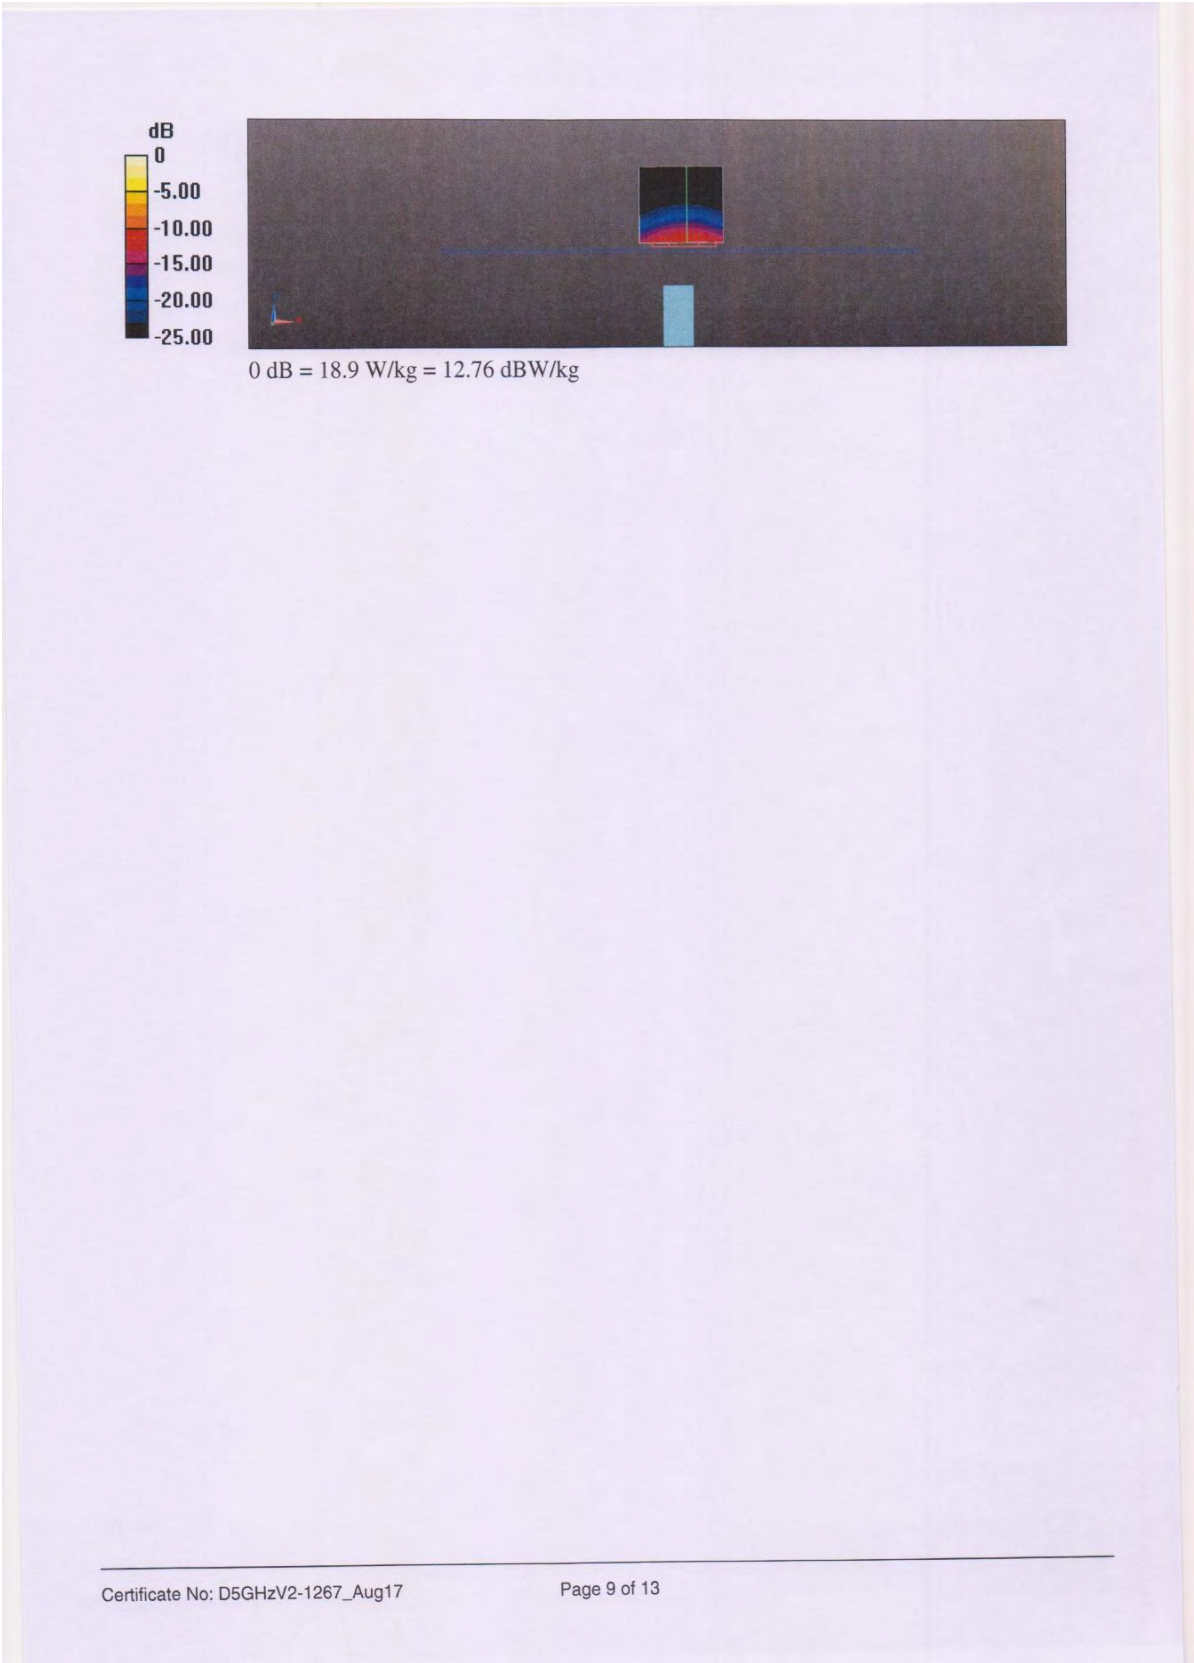 dB
0
-5.00
-10.00
-15.00
-20.00
-25.00
0 dB = 18.9 W/kg = 12.76 dBW/kg
Certificate No: D5GHzV2-1267_Aug17 Page 9 of 13